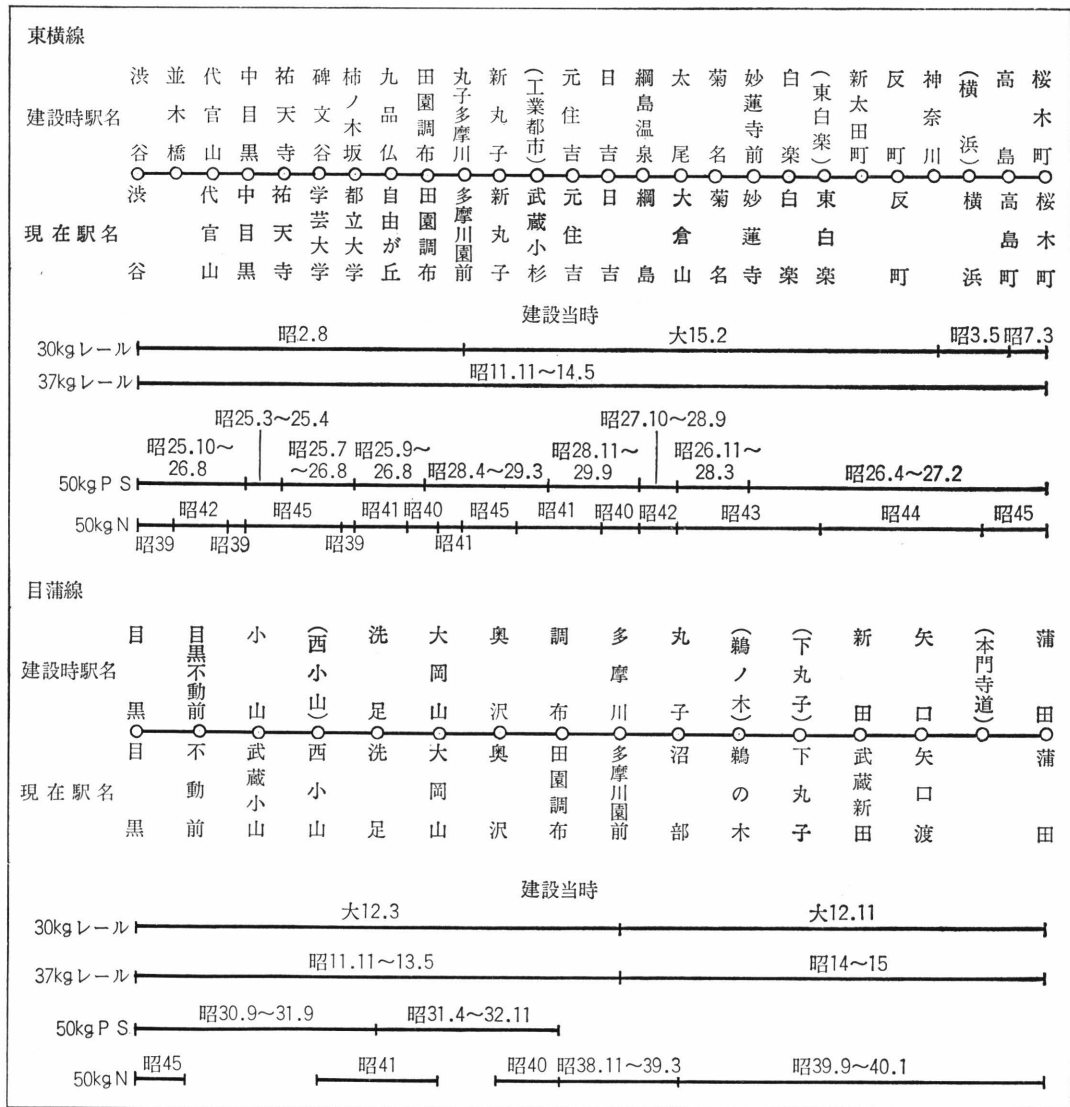 東横線
建設時駅名
渋谷
並木橋
代官山
中目黒
祐天寺
碑文谷
柿ノ木坂
九品仏
田園調布
丸子多摩川
新丸子
(工業都市)
元住吉
日吉
綱島温泉
太尾
菊名
妙蓮寺前
白楽
(東白楽)
新太田町
反町
神奈川
(横浜)
高島
桜木町
現在駅名
渋谷
代官山
中目黒
祐天寺
学芸大学
都立大学
自由が丘
田園調布
多摩川園前
新丸子
武蔵小杉
元住吉
日吉
綱島
大倉山
菊名
妙蓮寺
白楽
東白楽
反町
横浜
高島町
桜木町
建設当時
30kgレール
昭2.8
大15.2
昭3.5
昭7.3
37kgレール
昭11.11〜14.5
50kgPS
昭25.10〜26.8
昭25.3〜25.4
昭25.7〜26.8
昭25.9〜26.8
昭28.4〜29.3
昭28.11〜29.9
昭27.10〜28.9
昭26.11〜28.3
昭26.4〜27.2
50kgN
昭39
昭42
昭39
昭45
昭39
昭41
昭40
昭41
昭45
昭41
昭40
昭42
昭43
昭44
昭45
目蒲線
建設時駅名
目黒
目黒不動前
小山
(西小山)
洗足
大岡山
奥沢
調布
多摩川
丸子
(鵜ノ木)
(下丸子)
新田
矢口
(本門寺道)
蒲田
現在駅名
目黒
不動前
武蔵小山
西小山
洗足
大岡山
奥沢
田園調布
多摩川園前
沼部
鵜の木
下丸子
武蔵新田
矢口渡
蒲田
建設当時
30kgレール
大12.3
大12.11
37kgレール
昭11.11〜13.5
昭14〜15
50kgPS
昭30.9〜31.9
昭31.4〜32.11
50kgN
昭45
昭41
昭40
昭38.11〜39.3
昭39.9〜40.1